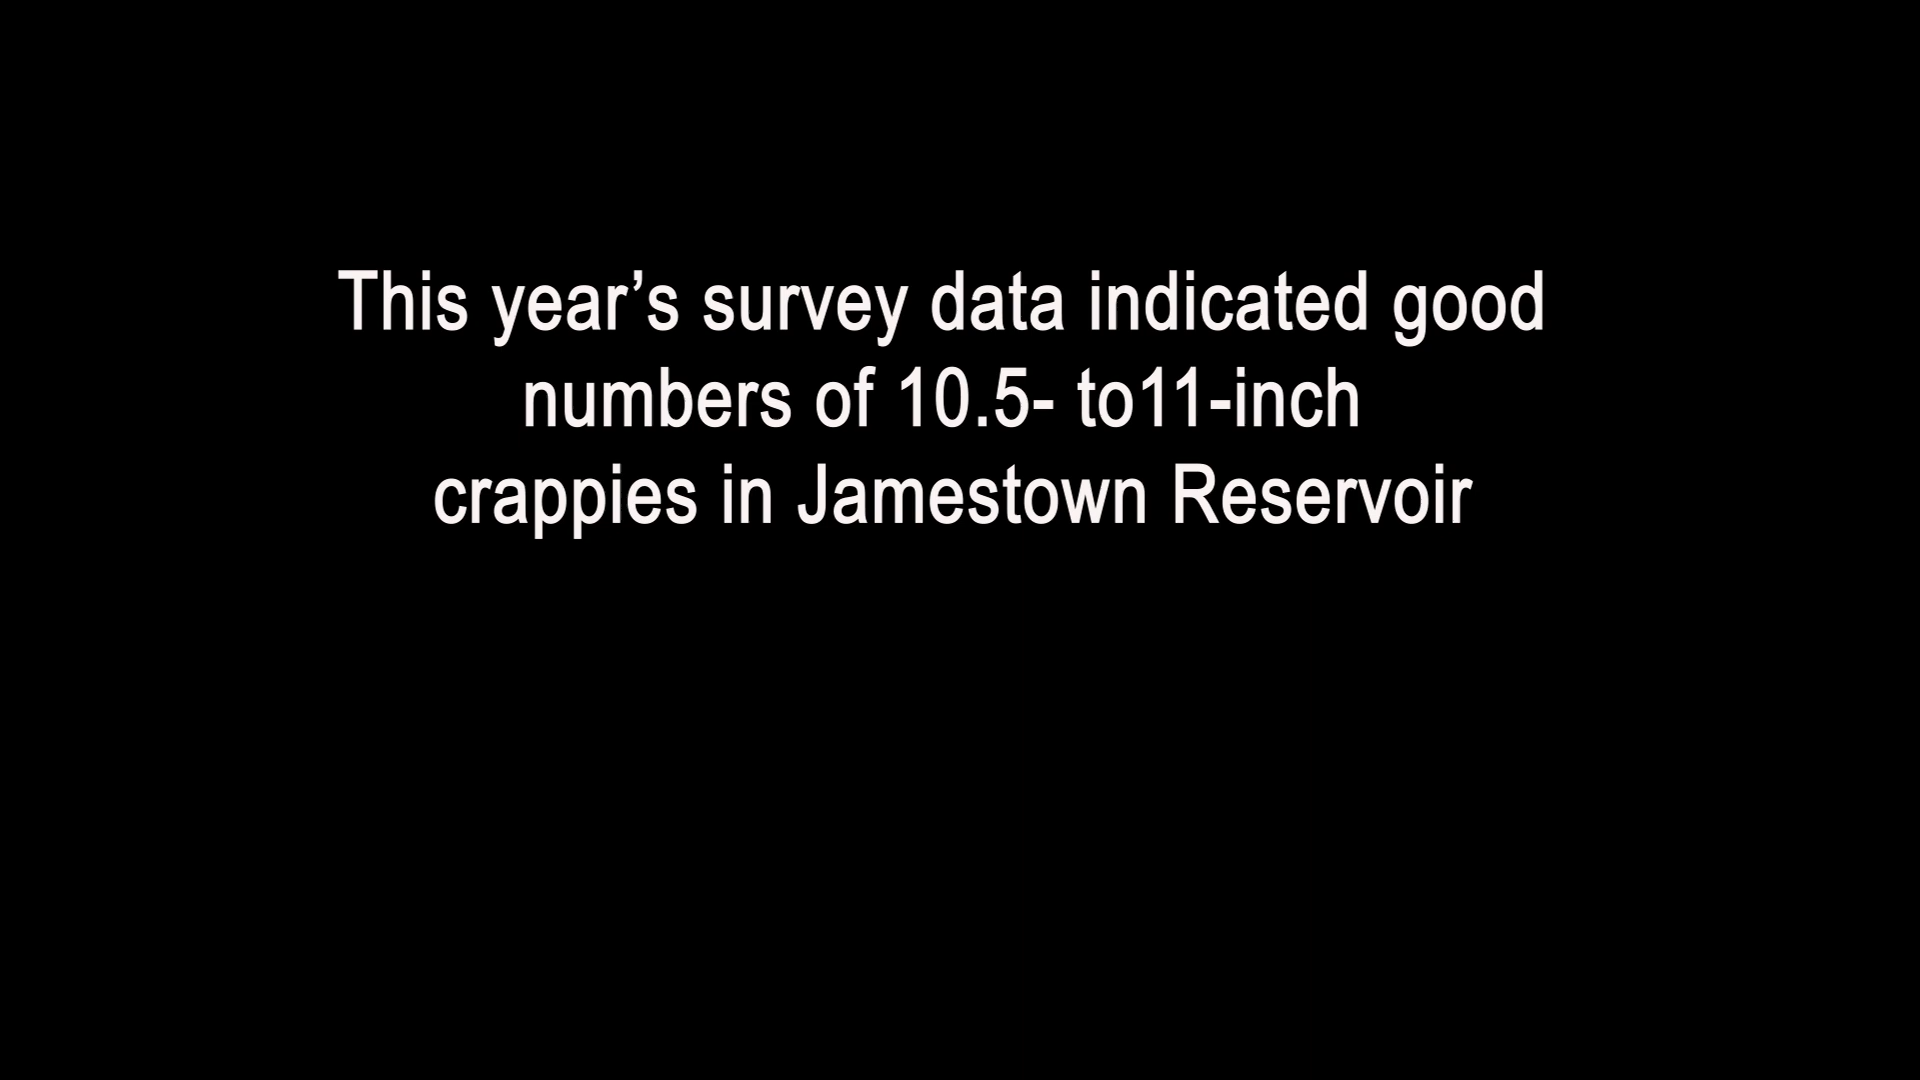 This year’s survey data indicated good
numbers of 10.5- to11-inch
crappies in Jamestown Reservoir